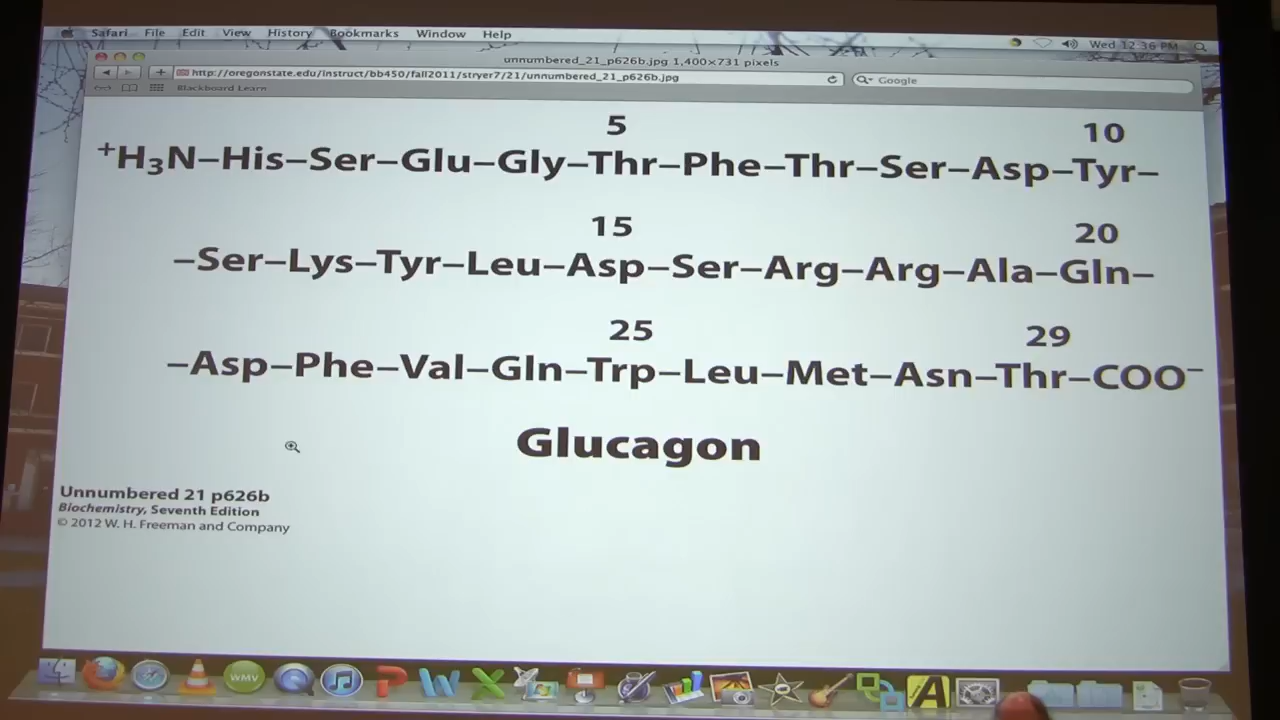 Safari File Edit View History Bookmarks Window Help Wed 12:36 PM
unnumbered_21_p626b.jpg 1,400×731 pixels
http://oregonstate.edu/instruct/bb450/fall2011/stryer7/21/unnumbered_21_p626b.jpg Google
Blackboard Learn
5 10
⁺H₃N–His–Ser–Glu–Gly–Thr–Phe–Thr–Ser–Asp–Tyr–
15 20
–Ser–Lys–Tyr–Leu–Asp–Ser–Arg–Arg–Ala–Gln–
25 29
–Asp–Phe–Val–Gln–Trp–Leu–Met–Asn–Thr–COO⁻
Glucagon
Unnumbered 21 p626b
Biochemistry, Seventh Edition
© 2012 W. H. Freeman and Company
WMV